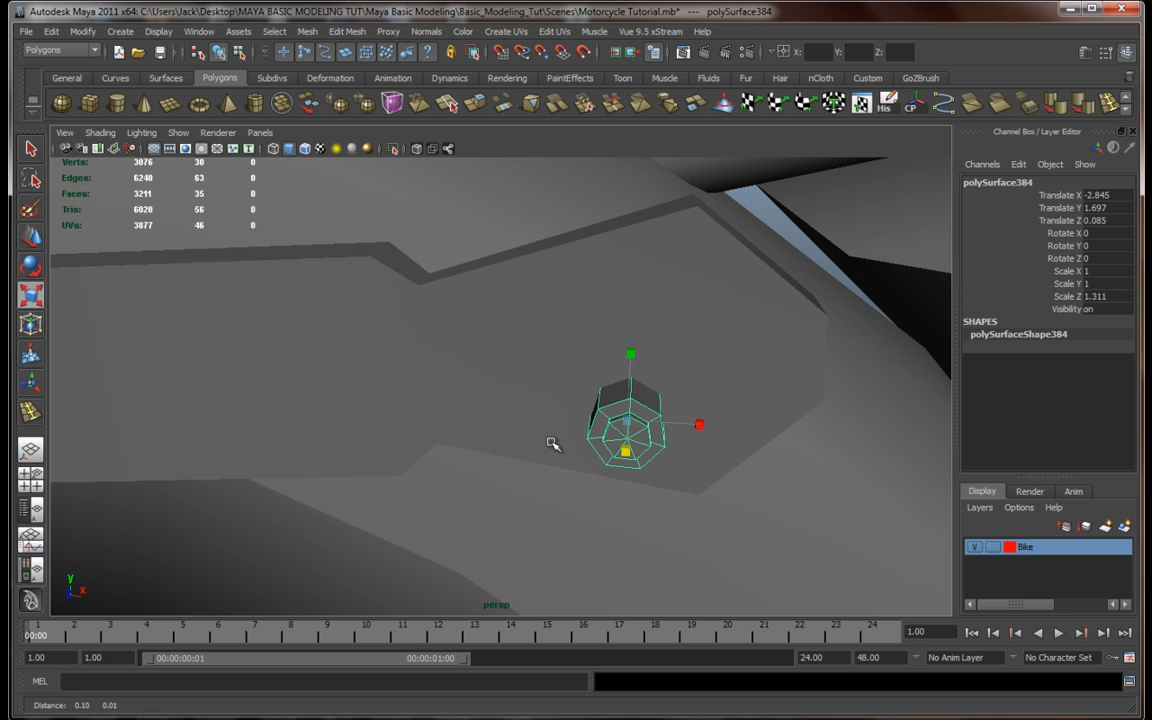 Autodesk Maya 2011 x64: C:\Users\Jack\Desktop\MAYA BASIC MODELING TUT\Maya Basic Modeling\Basic_Modeling_Tut\Scenes\Motorcycle Tutorial.mb* --- polySurface384
File Edit Modify Create Display Window Assets Select Mesh Edit Mesh Proxy Normals Color Create UVs Edit UVs Muscle Vue 9.5 xStream Help
Polygons X: Y: Z:
General Curves Surfaces Polygons Subdivs Deformation Animation Dynamics Rendering PaintEffects Toon Muscle Fluids Fur Hair nCloth Custom GoZBrush
His CP
View Shading Lighting Show Renderer Panels
Verts: 3076 30 0
Edges: 6240 63 0
Faces: 3211 35 0
Tris: 6020 56 0
UVs: 3877 46 0
y
x
persp
Channel Box / Layer Editor
Channels Edit Object Show
polySurface384
Translate X -2.845
Translate Y 1.697
Translate Z 0.085
Rotate X 0
Rotate Y 0
Rotate Z 0
Scale X 1
Scale Y 1
Scale Z 1.311
Visibility on
SHAPES
polySurfaceShape384
Display Render Anim
Layers Options Help
V Bike
1 2 3 4 5 6 7 8 9 10 11 12 13 14 15 16 17 18 19 20 21 22 23 24
00:00
1.00
1.00 1.00 00:00:00:01 00:00:01:00 24.00 48.00 No Anim Layer No Character Set
MEL
Distance: 0.10 0.01